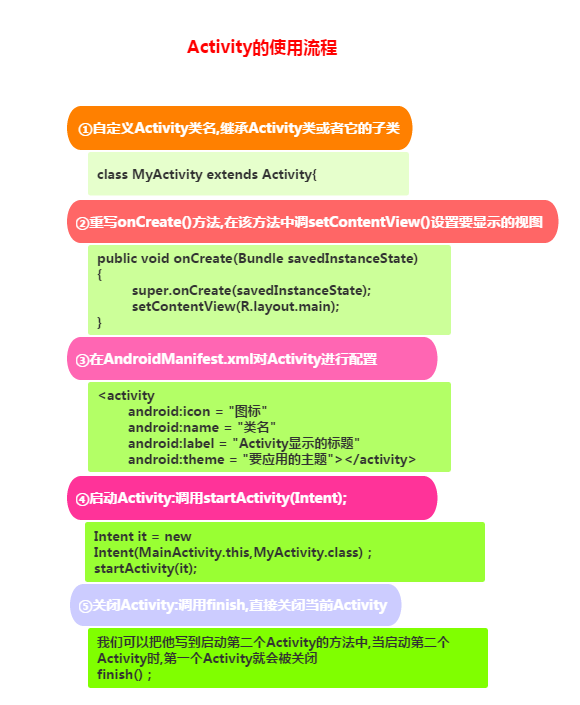 Activity的使用流程
①自定义Activity类名,继承Activity类或者它的子类
class MyActivity extends Activity{
②重写onCreate()方法,在该方法中调setContentView()设置要显示的视图
public void onCreate(Bundle savedInstanceState)
{
super.onCreate(savedInstanceState);
setContentView(R.layout.main);
}
③在AndroidManifest.xml对Activity进行配置
<activity
android:icon = "图标"
android:name = "类名"
android:label = "Activity显示的标题"
android:theme = "要应用的主题"></activity>
④启动Activity:调用startActivity(Intent);
Intent it = new
Intent(MainActivity.this,MyActivity.class) ;
startActivity(it);
⑤关闭Activity:调用finish,直接关闭当前Activity
我们可以把他写到启动第二个Activity的方法中,当启动第二个
Activity时,第一个Activity就会被关闭
finish() ;